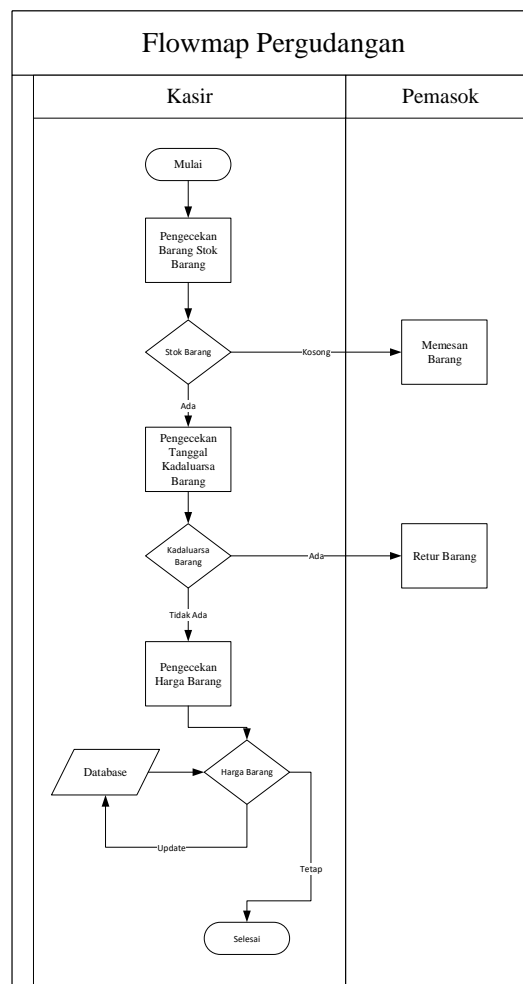 Flowmap Pergudangan
Kasir
Pemasok
Mulai
Pengecekan
Barang Stok
Barang
Stok Barang
Kosong
Memesan
Barang
Ada
Pengecekan
Tanggal
Kadaluarsa
Barang
Kadaluarsa
Barang
Ada
Retur Barang
Tidak Ada
Pengecekan
Harga Barang
Database
Harga Barang
Update
Tetap
Selesai